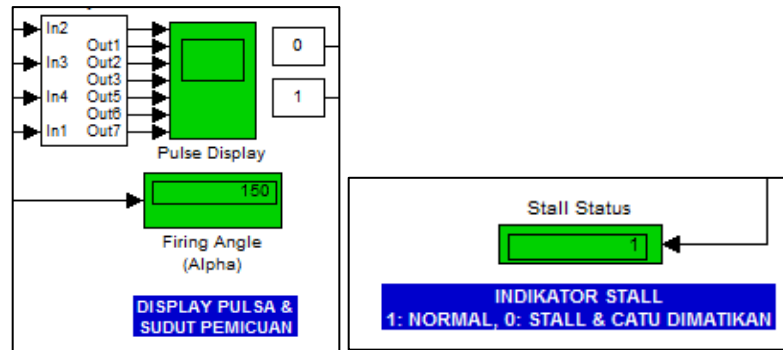 In2
Out1
In3 Out2
Out3
In4 Out5
Out6
In1 Out7
0
1
Pulse Display
150
Firing Angle
(Alpha)
DISPLAY PULSA &
SUDUT PEMICUAN
Stall Status
1
INDIKATOR STALL
1: NORMAL, 0: STALL & CATU DIMATIKAN